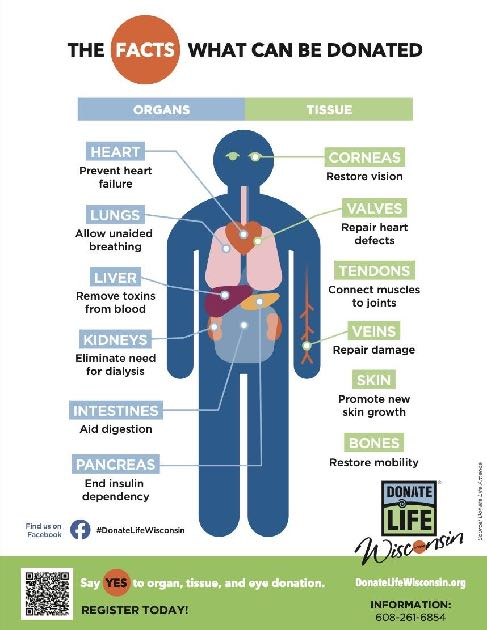 THE FACTS WHAT CAN BE DONATED
ORGANS
TISSUE
HEART
Prevent heart
failure
LUNGS
Allow unaided
breathing
LIVER
Remove toxins
from blood
KIDNEYS
Eliminate need
for dialysis
INTESTINES
Aid digestion
PANCREAS
End insulin
dependency
CORNEAS
Restore vision
VALVES
Repair heart
defects
TENDONS
Connect muscles
to joints
VEINS
Repair damage
SKIN
Promote new
skin growth
BONES
Restore mobility
Find us on
Facebook
#DonateLifeWisconsin
DONATE
LIFE
Wisconsin
Source: Donate Life America
Say YES to organ, tissue, and eye donation.
REGISTER TODAY!
DonateLifeWisconsin.org
INFORMATION:
608-261-6854